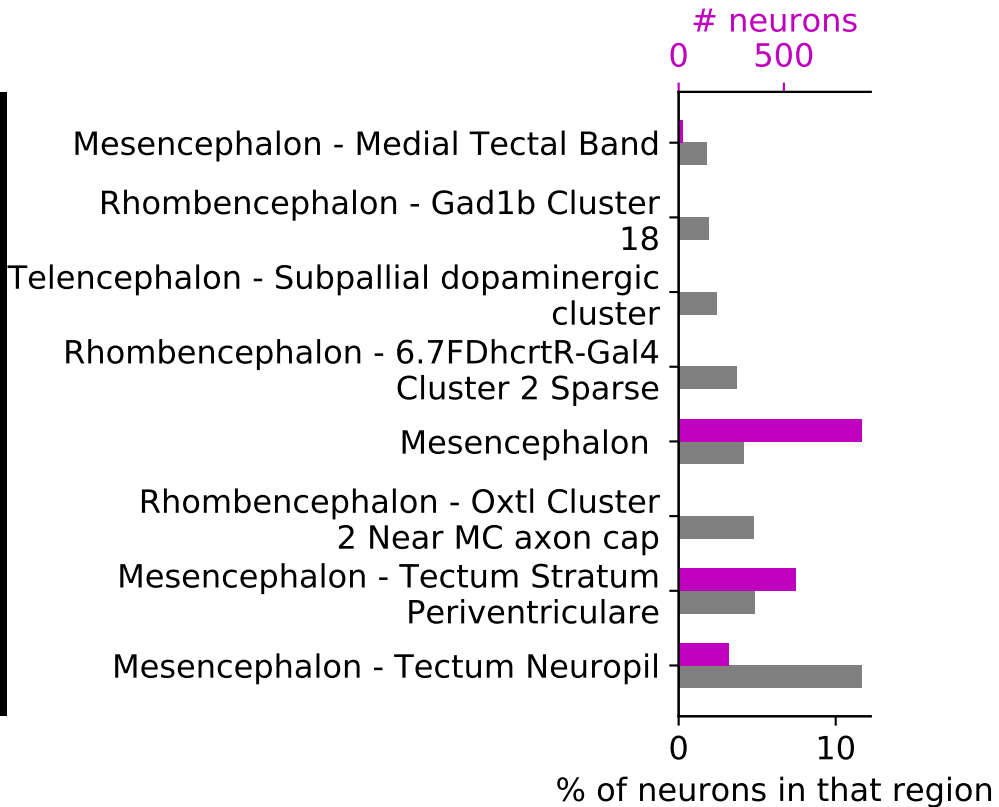 # neurons
0 500
Mesencephalon - Medial Tectal Band
Rhombencephalon - Gad1b Cluster
18
Telencephalon - Subpallial dopaminergic
cluster
Rhombencephalon - 6.7FDhcrtR-Gal4
Cluster 2 Sparse
Mesencephalon
Rhombencephalon - Oxtl Cluster
2 Near MC axon cap
Mesencephalon - Tectum Stratum
Periventriculare
Mesencephalon - Tectum Neuropil
0 10
% of neurons in that region